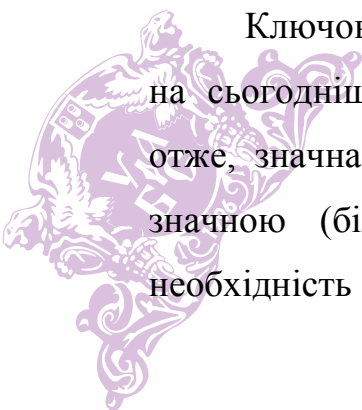 Ключов
на сьогодніш
отже, значна
значною (бі
необхідність